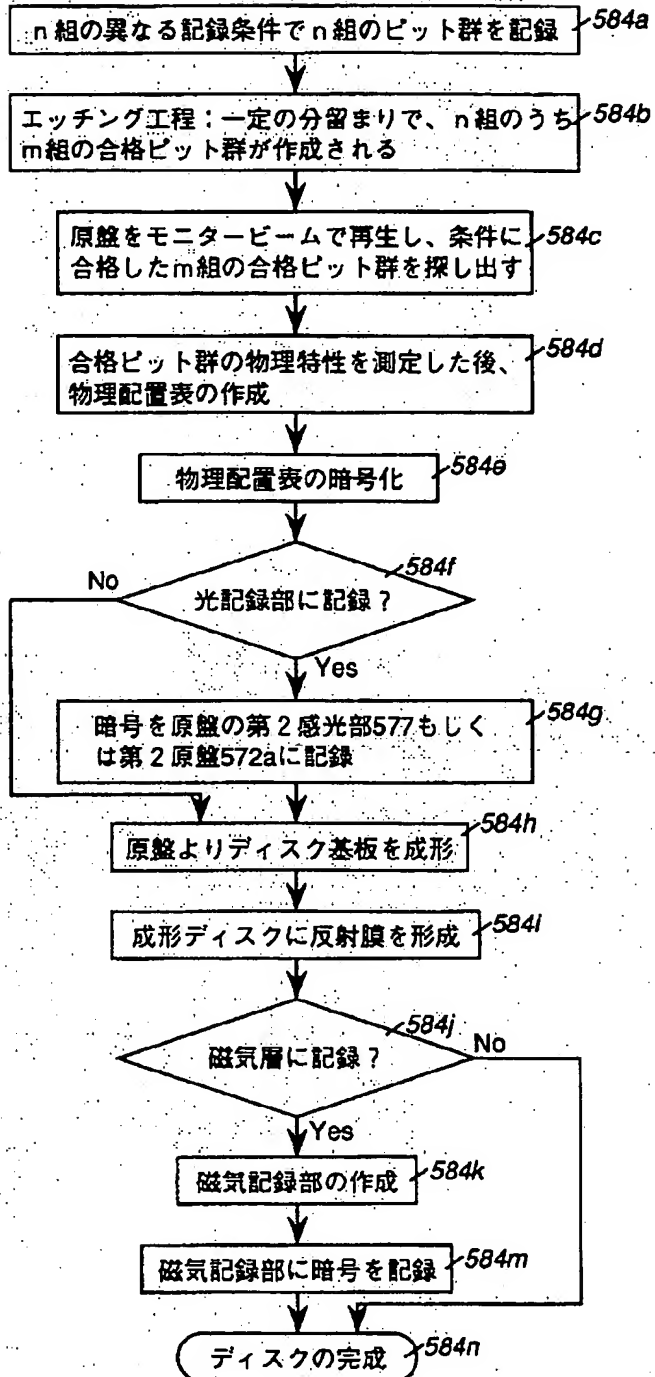 n組の異なる記録条件でn組のピット群を記録 584a
エッチング工程：一定の分留まりで、n組のうち 584b
m組の合格ピット群が作成される
原盤をモニタービームで再生し、条件に 584c
合格したm組の合格ピット群を探し出す
合格ピット群の物理特性を測定した後、 584d
物理配置表の作成
物理配置表の暗号化 584e
光記録部に記録？ 584f
No
Yes
暗号を原盤の第２感光部577もしく 584g
は第２原盤572aに記録
原盤よりディスク基板を成形 584h
成形ディスクに反射膜を形成 584i
磁気層に記録？ 584j
No
Yes
磁気記録部の作成 584k
磁気記録部に暗号を記録 584m
ディスクの完成 584n